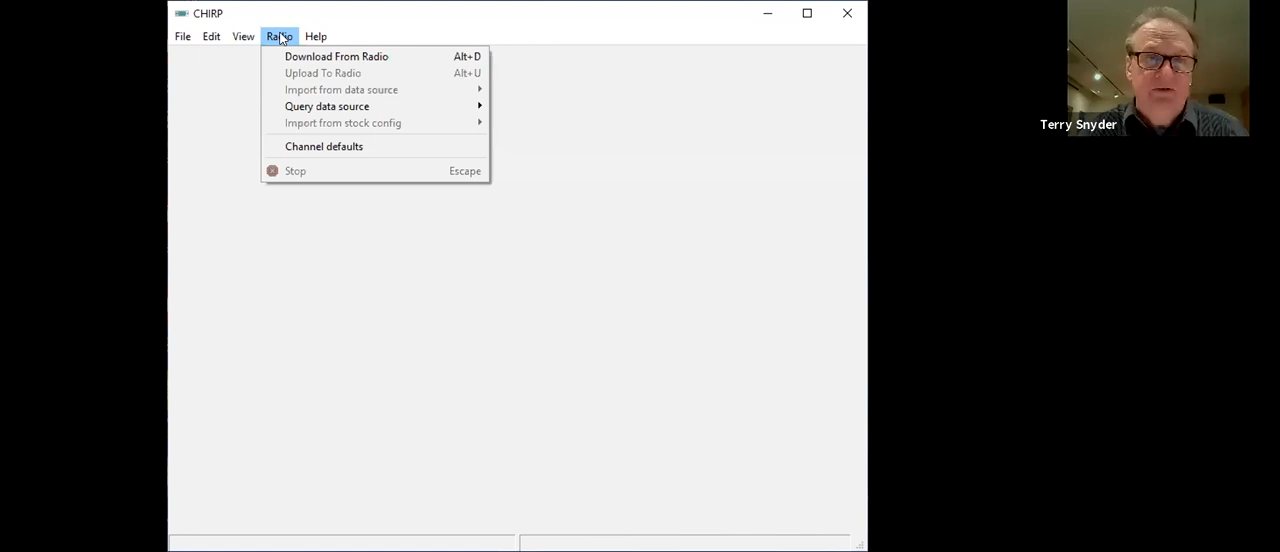 CHIRP
File Edit View Radio Help
Download From Radio Alt+D
Upload To Radio Alt+U
Import from data source
Query data source
Import from stock config
Channel defaults
Stop Escape
Terry Snyder